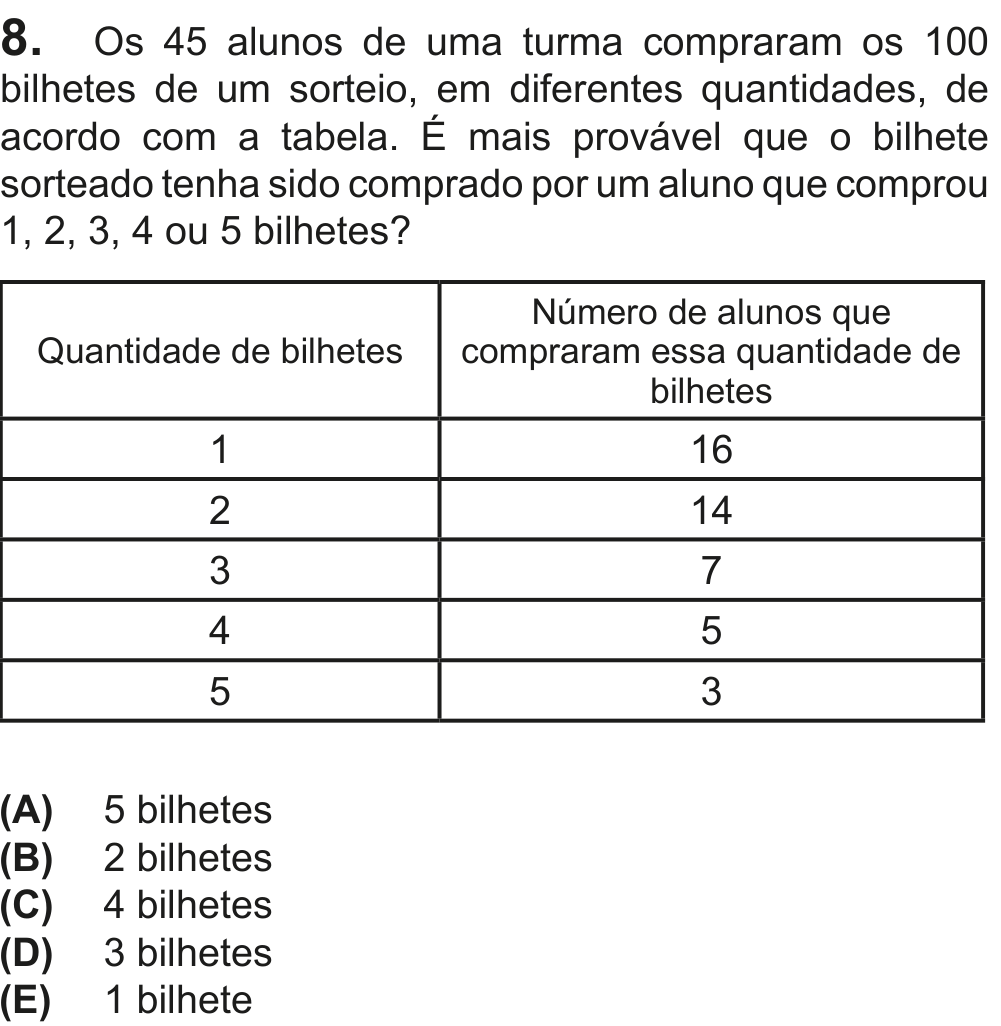 8. Os 45 alunos de uma turma compraram os 100
bilhetes de um sorteio, em diferentes quantidades, de
acordo com a tabela. É mais provável que o bilhete
sorteado tenha sido comprado por um aluno que comprou
1, 2, 3, 4 ou 5 bilhetes?
Quantidade de bilhetes
Número de alunos que
compraram essa quantidade de
bilhetes
1 16
2 14
3 7
4 5
5 3
(A) 5 bilhetes
(B) 2 bilhetes
(C) 4 bilhetes
(D) 3 bilhetes
(E) 1 bilhete